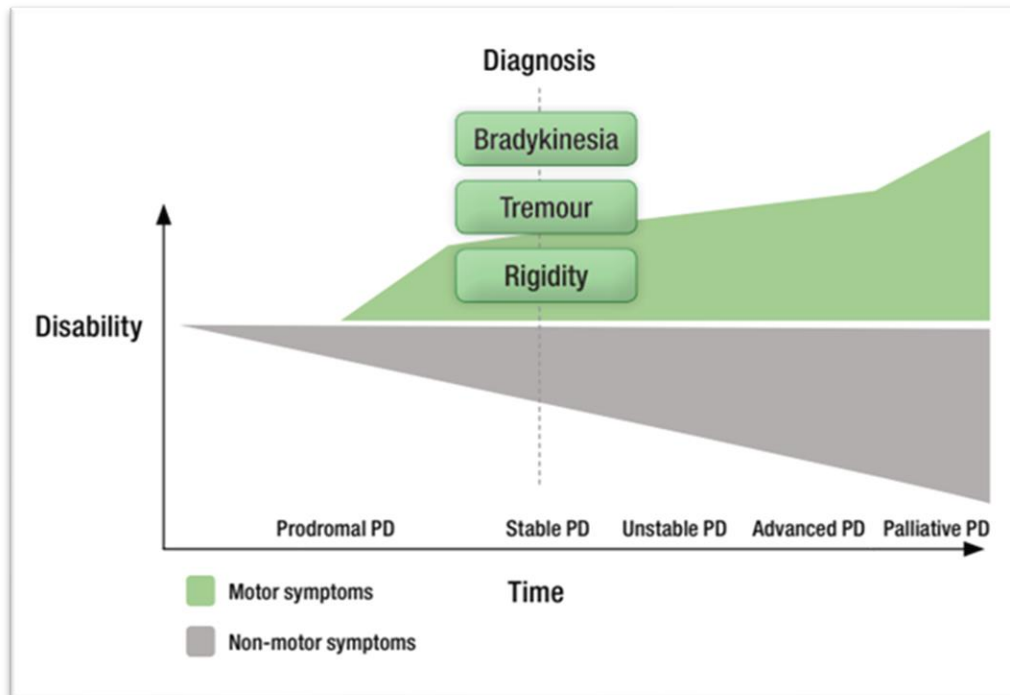 Diagnosis
Bradykinesia
Tremour
Rigidity
Disability
Prodromal PD Stable PD Unstable PD Advanced PD Palliative PD
Time
Motor symptoms
Non-motor symptoms